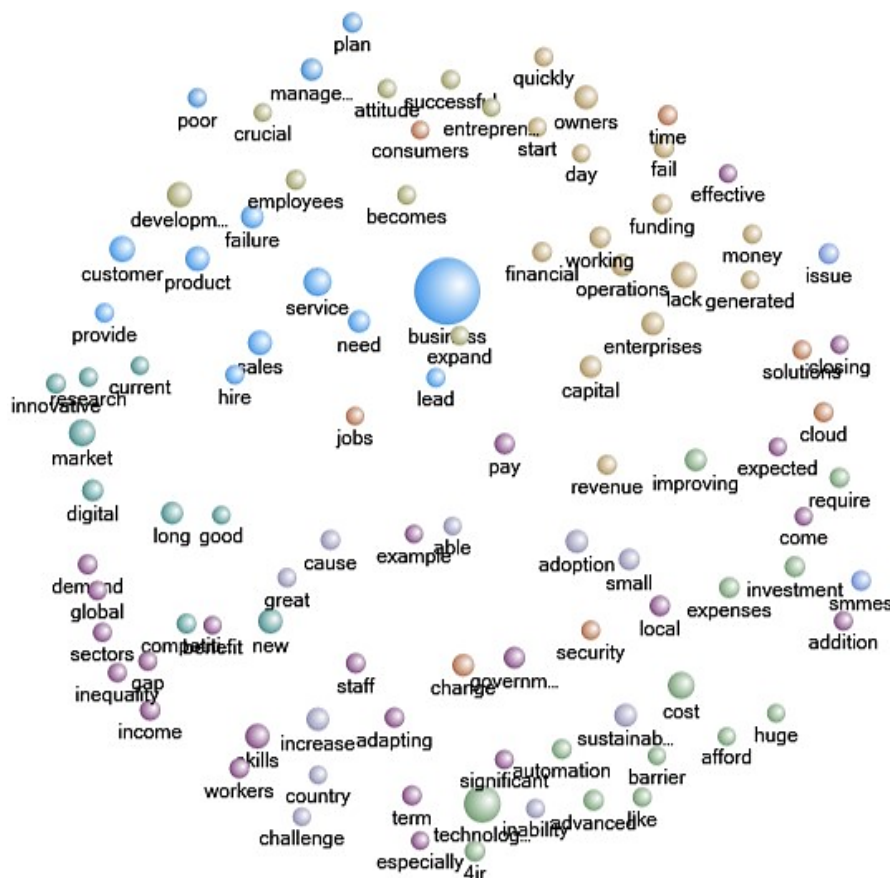 plan
quickly
manage...
successful
attitude
owners
poor
crucial
entrepren...
start
time
consumers
day
fail
effective
employees
becomes
developm...
funding
failure
money
customer
product
working
financial
issue
operations
lack
generated
service
provide
business
need
enterprises
expand
sales
closing
solutions
current
hire
lead
capital
research
innovative
jobs
cloud
market
pay
expected
revenue
improving
digital
require
long
good
come
able
example
cause
adoption
small
investment
demand
great
expenses
smmes
global
local
addition
sectors
competiti...
benefit
new
security
gap
staff
change
governm...
inequality
income
cost
huge
increase
adapting
sustainab...
skills
afford
automation
barrier
significant
workers
country
term
technolog...
inability
advanced
like
challenge
especially
4ir